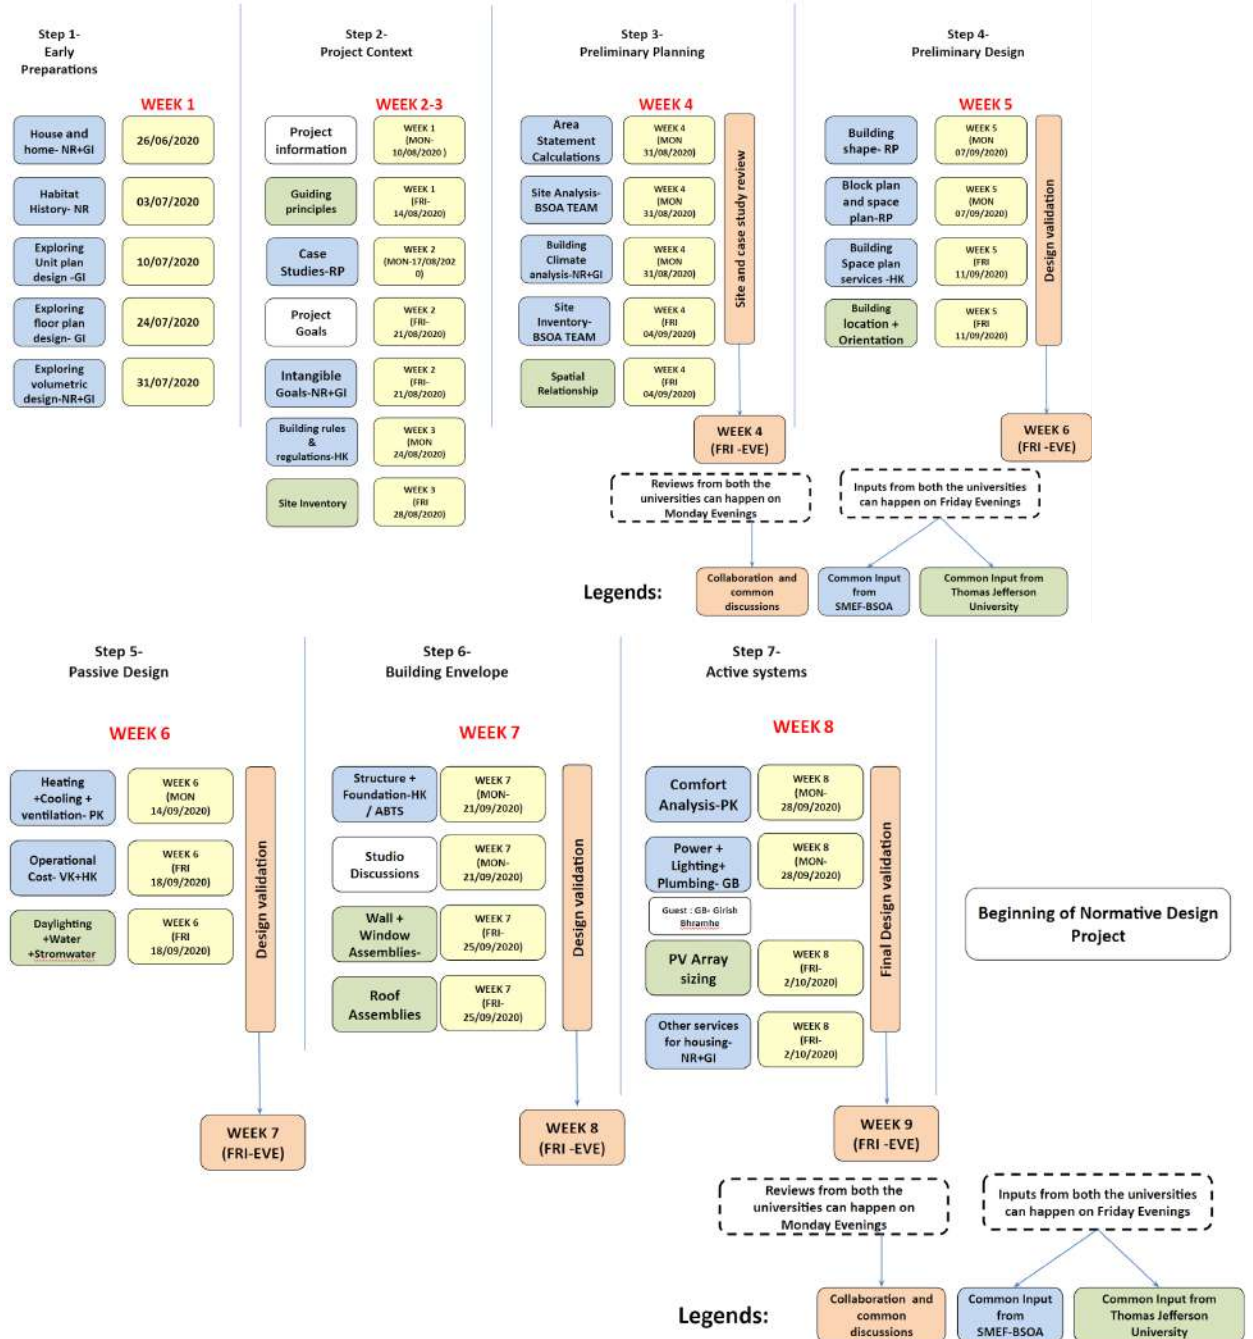 Step 1-
Early
Preparations
WEEK 1
House and
home- NR+GI
26/06/2020
Habitat
History- NR
03/07/2020
Exploring
Unit plan
design -GI
10/07/2020
Exploring
floor plan
design- GI
24/07/2020
Exploring
volumetric
design-NR+GI
31/07/2020
Step 2-
Project Context
WEEK 2-3
Project
information
WEEK 1
(MON-
10/08/2020 )
Guiding
principles
WEEK 1
(FRI-
14/08/2020)
Case
Studies-RP
WEEK 2
(MON-17/08/202
0)
Project
Goals
WEEK 2
(FRI-
21/08/2020)
Intangible
Goals-NR+GI
WEEK 2
(FRI-
21/08/2020)
Building rules
&
regulations-HK
WEEK 3
(MON
24/08/2020)
Site Inventory
WEEK 3
(FRI
28/08/2020)
Step 3-
Preliminary Planning
WEEK 4
Area
Statement
Calculations
WEEK 4
(MON
31/08/2020)
Site Analysis-
BSOA TEAM
WEEK 4
(MON
31/08/2020)
Building
Climate
analysis-NR+GI
WEEK 4
(MON
31/08/2020)
Site
Inventory-
BSOA TEAM
WEEK 4
(FRI
04/09/2020)
Spatial
Relationship
WEEK 4
(FRI
04/09/2020)
Site and case study review
WEEK 4
(FRI -EVE)
Step 4-
Preliminary Design
WEEK 5
Building
shape- RP
WEEK 5
(MON
07/09/2020)
Block plan
and space
plan-RP
WEEK 5
(MON
07/09/2020)
Building
Space plan
services -HK
WEEK 5
(FRI
11/09/2020)
Building
location +
Orientation
WEEK 5
(FRI
11/09/2020)
Design validation
WEEK 6
(FRI -EVE)
Reviews from both the
universities can happen on
Monday Evenings
Inputs from both the universities
can happen on Friday Evenings
Legends:
Collaboration and
common
discussions
Common Input
from
SMEF-BSOA
Common Input from
Thomas Jefferson
University
Step 5-
Passive Design
WEEK 6
Heating
+Cooling +
ventilation- PK
WEEK 6
(MON
14/09/2020)
Operational
Cost- VK+HK
WEEK 6
(FRI
18/09/2020)
Daylighting
+Water
+Stromwater
WEEK 6
(FRI
18/09/2020)
Design validation
WEEK 7
(FRI-EVE)
Step 6-
Building Envelope
WEEK 7
Structure +
Foundation-HK
/ ABTS
WEEK 7
(MON-
21/09/2020)
Studio
Discussions
WEEK 7
(MON-
21/09/2020)
Wall +
Window
Assemblies-
WEEK 7
(FRI-
25/09/2020)
Roof
Assemblies
WEEK 7
(FRI-
25/09/2020)
Design validation
WEEK 8
(FRI -EVE)
Step 7-
Active systems
WEEK 8
Comfort
Analysis-PK
WEEK 8
(MON-
28/09/2020)
Power +
Lighting+
Plumbing- GB
WEEK 8
(MON-
28/09/2020)
Guest : GB- Girish
Bhramhe
PV Array
sizing
WEEK 8
(FRI-
2/10/2020)
Other services
for housing-
NR+GI
WEEK 8
(FRI-
2/10/2020)
Final Design validation
WEEK 9
(FRI -EVE)
Beginning of Normative Design
Project
Reviews from both the
universities can happen on
Monday Evenings
Inputs from both the universities
can happen on Friday Evenings
Legends:
Collaboration and
common
discussions
Common Input
from
SMEF-BSOA
Common Input from
Thomas Jefferson
University